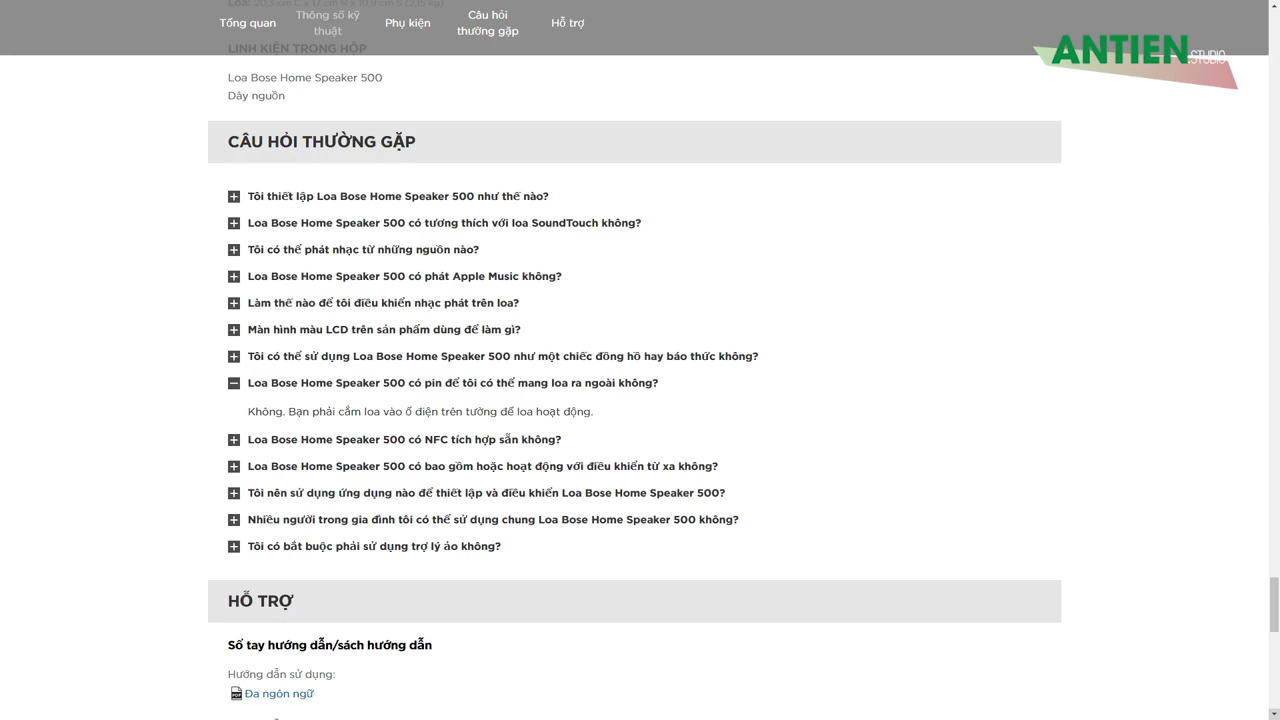 Loa: 20,3 cm C x 17 cm R x 10,9 cm S (2,15 kg)
Tổng quan
Thông số kỹ thuật
Phụ kiện
Câu hỏi thường gặp
Hỗ trợ
LINH KIỆN TRONG HỘP
ANTIEN STUDIO
Loa Bose Home Speaker 500
Dây nguồn
CÂU HỎI THƯỜNG GẶP
Tôi thiết lập Loa Bose Home Speaker 500 như thế nào?
Loa Bose Home Speaker 500 có tương thích với loa SoundTouch không?
Tôi có thể phát nhạc từ những nguồn nào?
Loa Bose Home Speaker 500 có phát Apple Music không?
Làm thế nào để tôi điều khiển nhạc phát trên loa?
Màn hình màu LCD trên sản phẩm dùng để làm gì?
Tôi có thể sử dụng Loa Bose Home Speaker 500 như một chiếc đồng hồ hay báo thức không?
Loa Bose Home Speaker 500 có pin để tôi có thể mang loa ra ngoài không?
Không. Bạn phải cắm loa vào ổ điện trên tường để loa hoạt động.
Loa Bose Home Speaker 500 có NFC tích hợp sẵn không?
Loa Bose Home Speaker 500 có bao gồm hoặc hoạt động với điều khiển từ xa không?
Tôi nên sử dụng ứng dụng nào để thiết lập và điều khiển Loa Bose Home Speaker 500?
Nhiều người trong gia đình tôi có thể sử dụng chung Loa Bose Home Speaker 500 không?
Tôi có bắt buộc phải sử dụng trợ lý ảo không?
HỖ TRỢ
Sổ tay hướng dẫn/sách hướng dẫn
Hướng dẫn sử dụng:
Đa ngôn ngữ